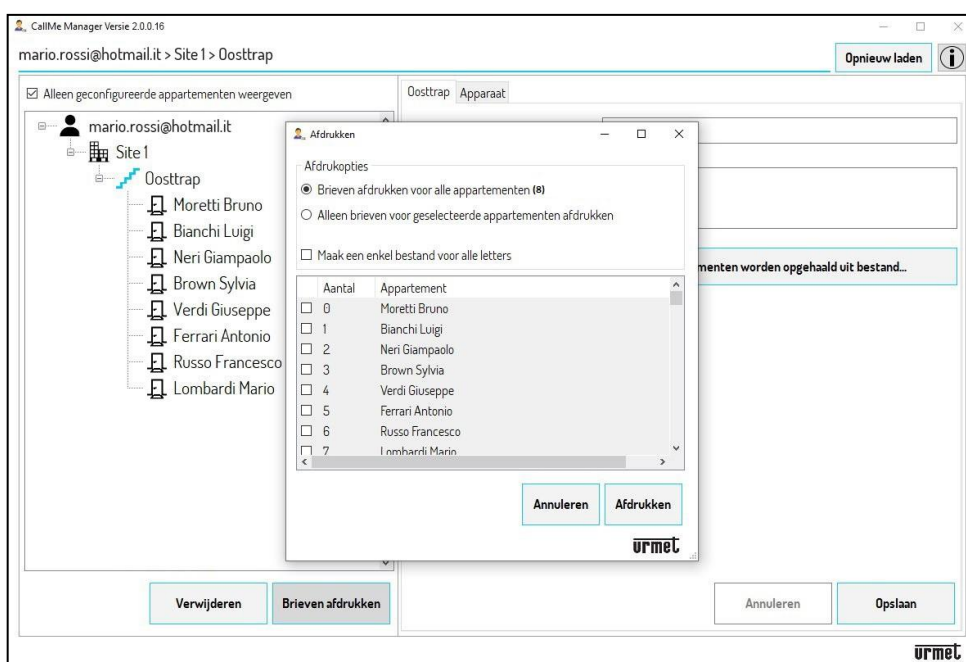 CallMe Manager Versie 2.0.0.16
mario.rossi@hotmail.it > Site 1 > Oosttrap
Opnieuw laden
Alleen geconfigureerde appartementen weergeven
mario.rossi@hotmail.it
Site 1
Oosttrap
Moretti Bruno
Bianchi Luigi
Neri Giampaolo
Brown Sylvia
Verdi Giuseppe
Ferrari Antonio
Russo Francesco
Lombardi Mario
Verwijderen
Brieven afdrukken
Oosttrap Apparaat
worden opgehaald uit bestand...
Annuleren
Opslaan
Afdrukken
Afdrukopties
Brieven afdrukken voor alle appartementen (8)
Alleen brieven voor geselecteerde appartementen afdrukken
Maak een enkel bestand voor alle letters
Aantal Appartement
0 Moretti Bruno
1 Bianchi Luigi
2 Neri Giampaolo
3 Brown Sylvia
4 Verdi Giuseppe
5 Ferrari Antonio
6 Russo Francesco
7 Lombardi Mario
Annuleren
Afdrukken
urmet
urmet